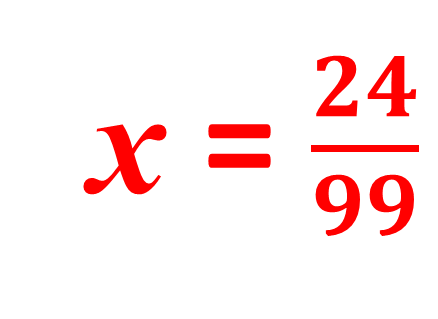 x = 24/99